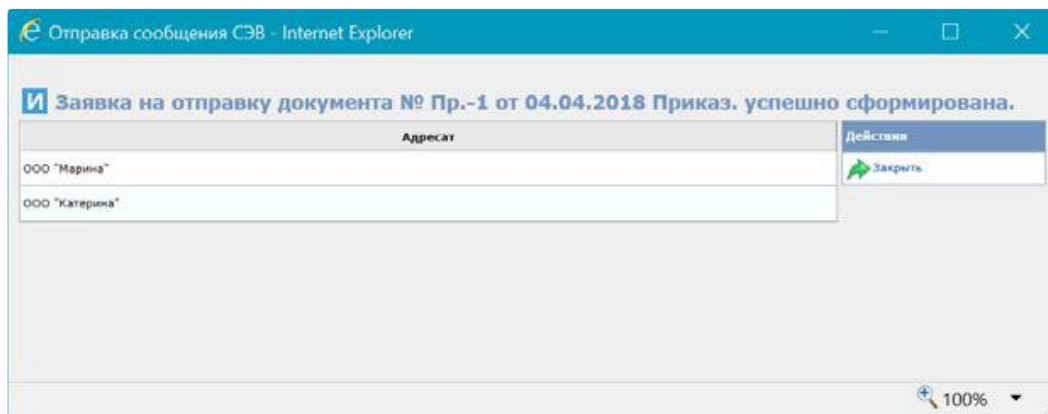 Отправка сообщения СЭВ - Internet Explorer
И Заявка на отправку документа № Пр.-1 от 04.04.2018 Приказ. успешно сформирована.
Адресат
Действия
ООО "Марина"
Закрыть
ООО "Катерина"
100%